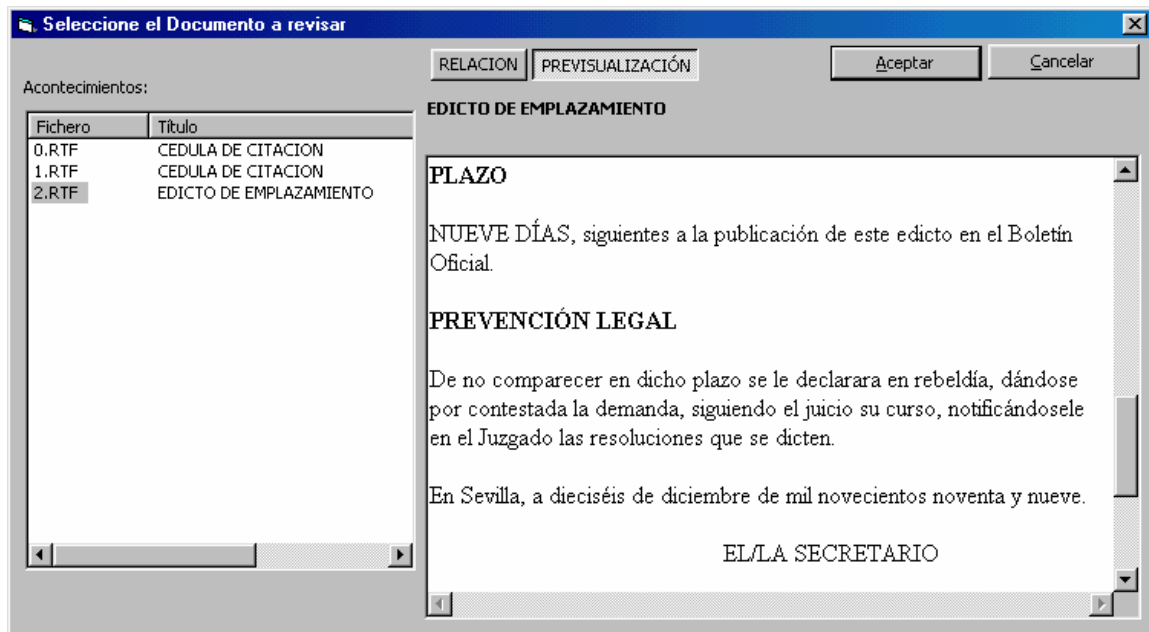 Seleccione el Documento a revisar
RELACION PREVISUALIZACIÓN Aceptar Cancelar
Acontecimientos:
EDICTO DE EMPLAZAMIENTO
Fichero Título
0.RTF CEDULA DE CITACION
1.RTF CEDULA DE CITACION
2.RTF EDICTO DE EMPLAZAMIENTO
PLAZO
NUEVE DÍAS, siguientes a la publicación de este edicto en el Boletín
Oficial.
PREVENCIÓN LEGAL
De no comparecer en dicho plazo se le declarara en rebeldía, dándose
por contestada la demanda, siguiendo el juicio su curso, notificándosele
en el Juzgado las resoluciones que se dicten.
En Sevilla, a dieciséis de diciembre de mil novecientos noventa y nueve.
EL/LA SECRETARIO